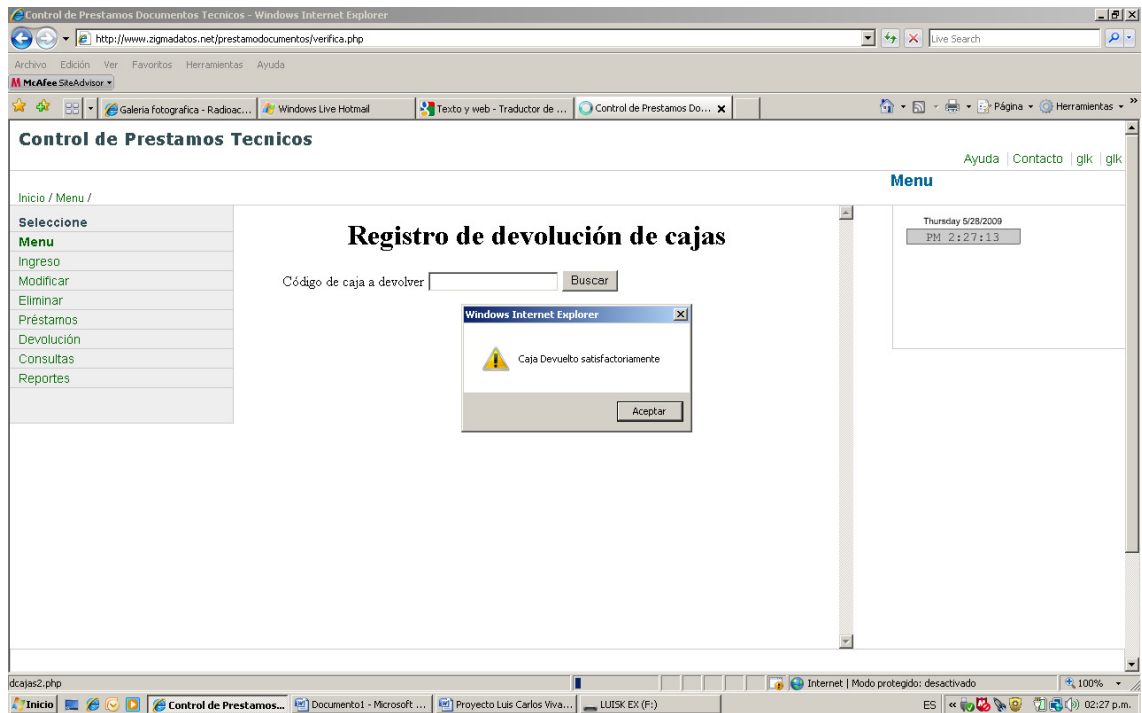 Control de Prestamos Documentos Tecnicos - Windows Internet Explorer
http://www.zigmadatos.net/prestamodocumentos/verifica.php
Live Search
Archivo Edición Ver Favoritos Herramientas Ayuda
McAfee SiteAdvisor
Galeria fotografica - Radioac... Windows Live Hotmail Texto y web - Traductor de ... Control de Prestamos Do... Página Herramientas
Control de Prestamos Tecnicos
Ayuda Contacto glk glk
Menu
Inicio / Menu /
Seleccione
Menu
Ingreso
Modificar
Eliminar
Préstamos
Devolución
Consultas
Reportes
Registro de devolución de cajas
Código de caja a devolver Buscar
Windows Internet Explorer
Caja Devuelto satisfactoriamente
Aceptar
Thursday 5/28/2009
PM 2:27:13
dcajas2.php Internet | Modo protegido: desactivado 100%
Inicio Control de Prestamos... Documento1 - Microsoft ... Proyecto Luis Carlos Viva... LUISK EX (F:) ES 02:27 p.m.